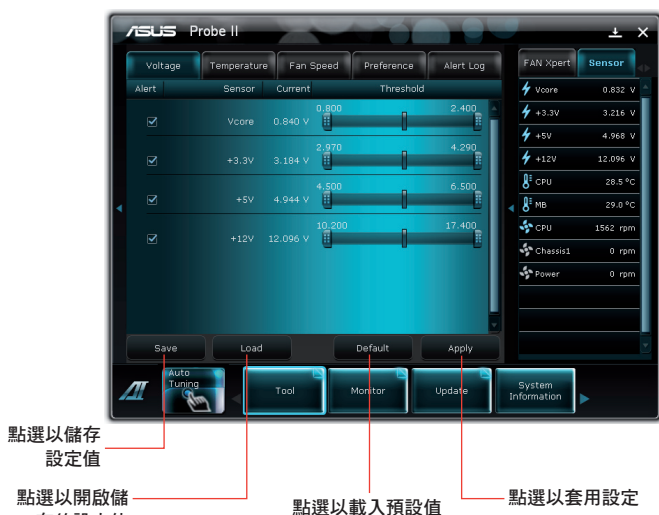 ASUS Probe II
Voltage Temperature Fan Speed Preference Alert Log
Alert Sensor Current Threshold
0.800 2.400
Vcore 0.840 V
2.970 4.290
+3.3V 3.184 V
4.500 6.500
+5V 4.944 V
10.200 17.400
+12V 12.096 V
Save Load Default Apply
FAN Xpert Sensor
Vcore 0.832 V
+3.3V 3.216 V
+5V 4.968 V
+12V 12.096 V
CPU 28.5 ºC
MB 29.0 ºC
CPU 1562 rpm
Chassis1 0 rpm
Power 0 rpm
Auto
Tuning
Tool Monitor Update
System
Information
點選以儲存
設定值
點選以開啟儲
點選以載入預設值
點選以套用設定